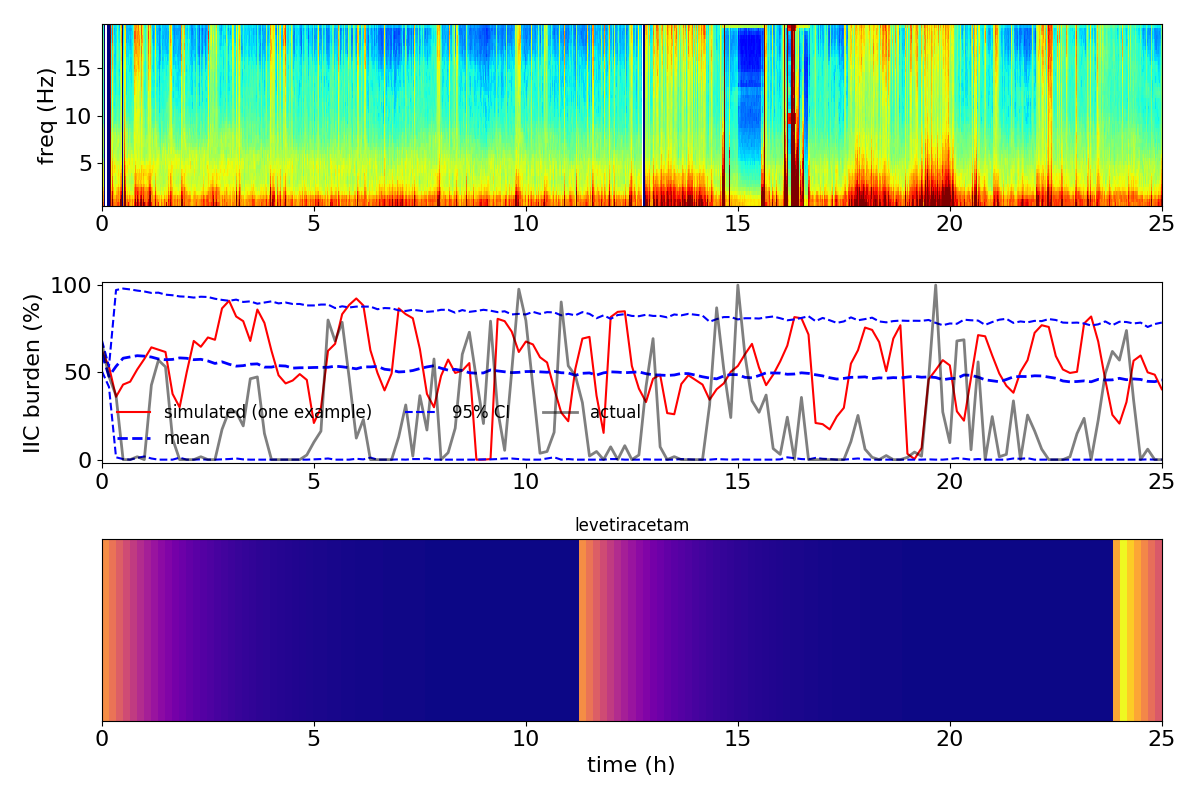 freq (Hz)
15
10
5
0 5 10 15 20 25
IIC burden (%)
100
50
0
simulated (one example) 95% CI actual
mean
0 5 10 15 20 25
levetiracetam
0 5 10 15 20 25
time (h)